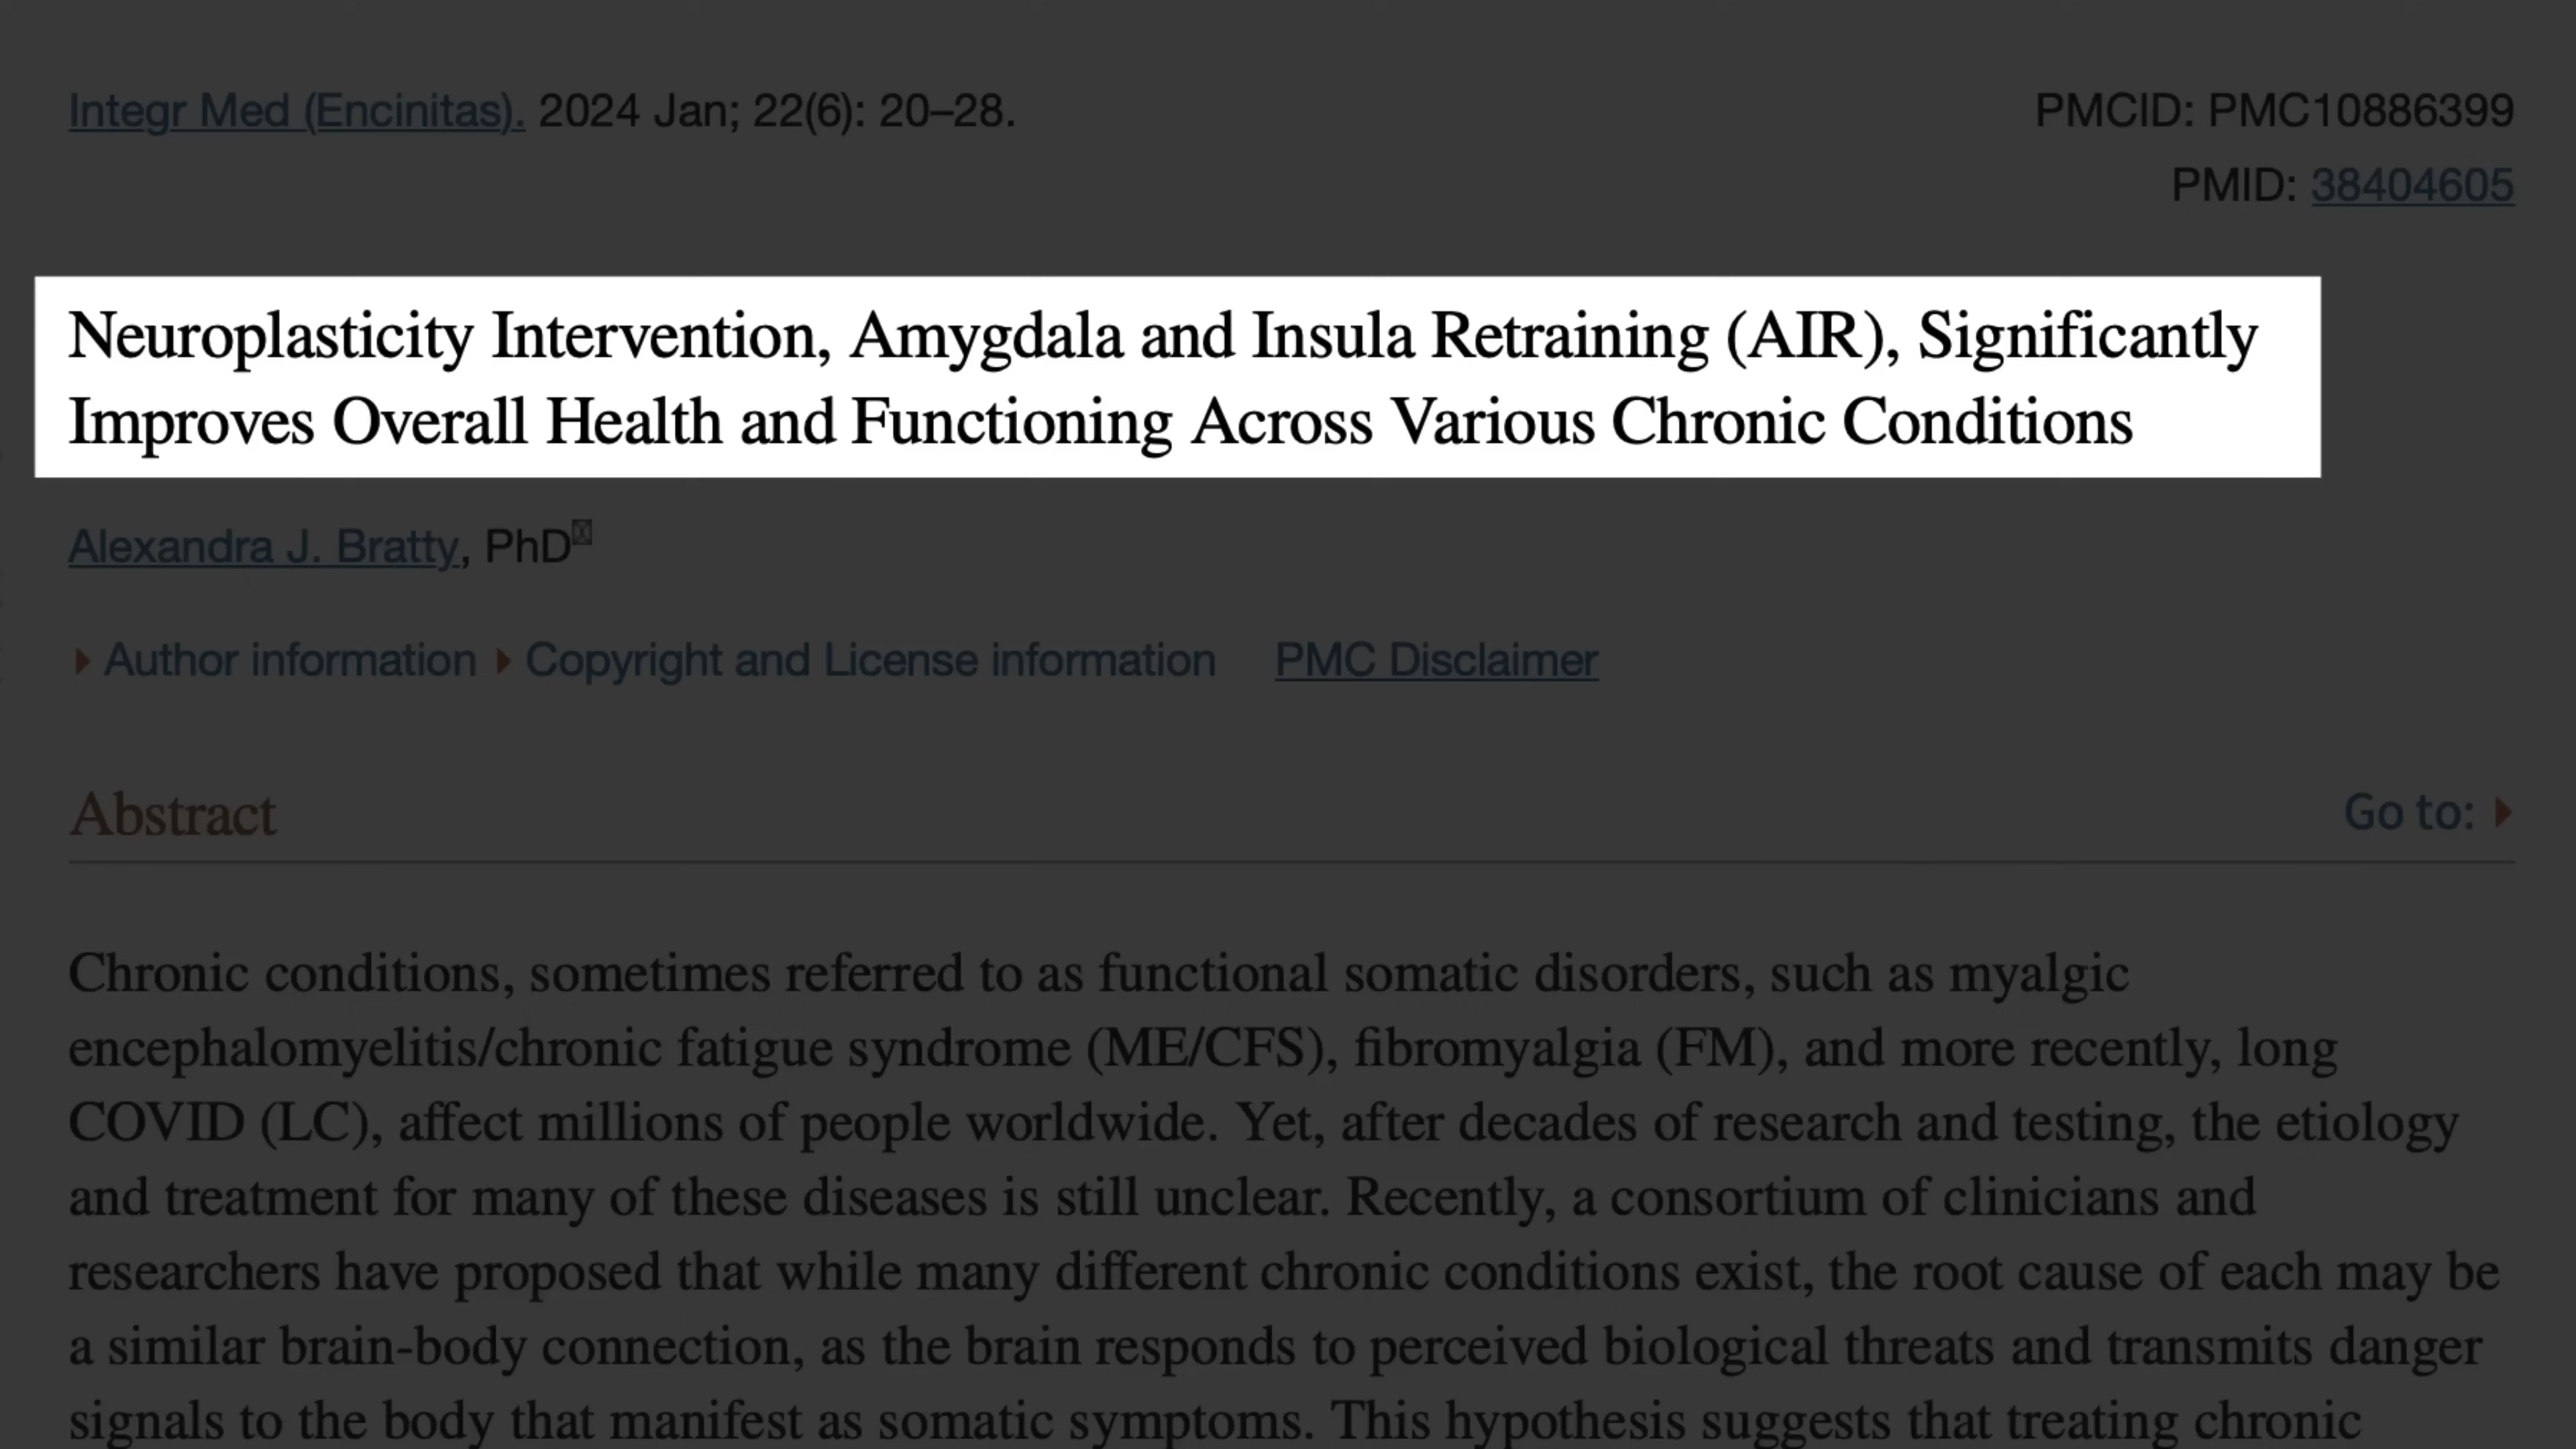 Integr Med (Encinitas). 2024 Jan; 22(6): 20–28.
PMCID: PMC10886399
PMID: 38404605
Neuroplasticity Intervention, Amygdala and Insula Retraining (AIR), Significantly
Improves Overall Health and Functioning Across Various Chronic Conditions
Alexandra J. Bratty, PhD
Author information Copyright and License information PMC Disclaimer
Abstract
Go to:
Chronic conditions, sometimes referred to as functional somatic disorders, such as myalgic
encephalomyelitis/chronic fatigue syndrome (ME/CFS), fibromyalgia (FM), and more recently, long
COVID (LC), affect millions of people worldwide. Yet, after decades of research and testing, the etiology
and treatment for many of these diseases is still unclear. Recently, a consortium of clinicians and
researchers have proposed that while many different chronic conditions exist, the root cause of each may be
a similar brain-body connection, as the brain responds to perceived biological threats and transmits danger
signals to the body that manifest as somatic symptoms. This hypothesis suggests that treating chronic